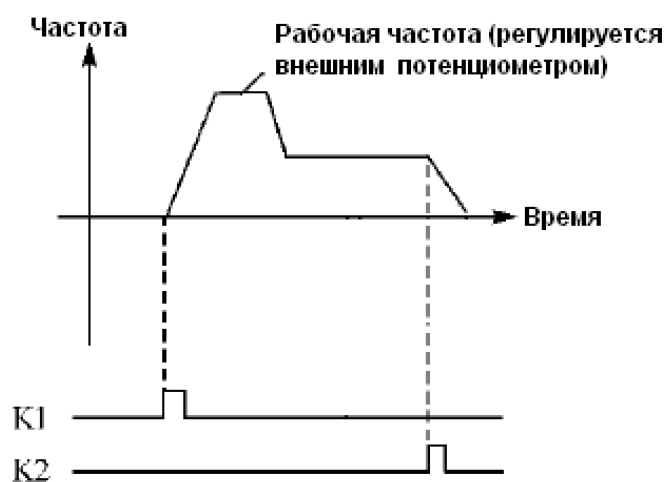 Частота
Рабочая частота (регулируется
внешним потенциометром)
Время
K1
K2